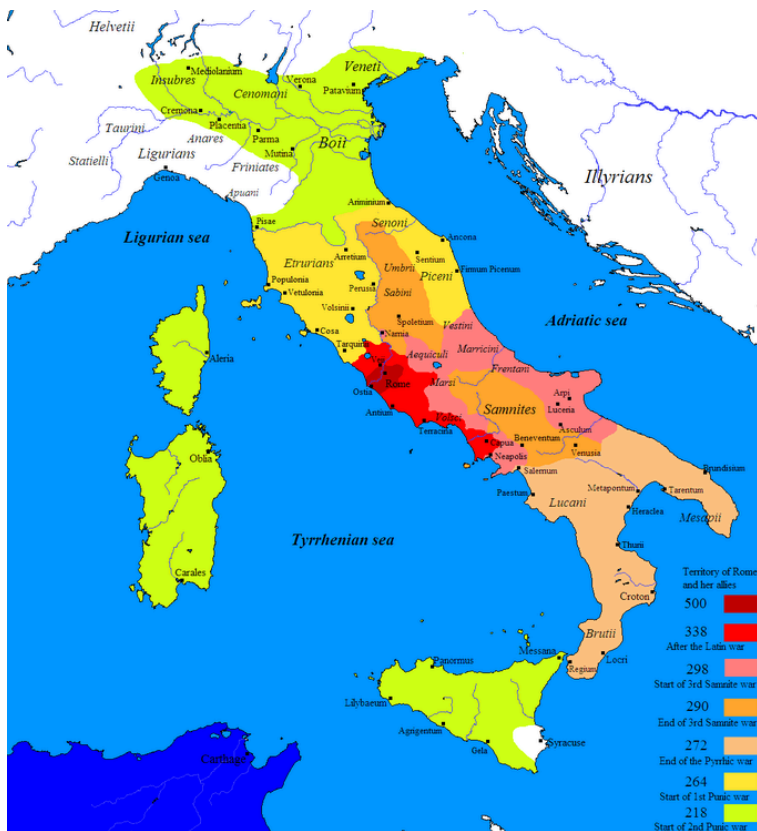 Helvetii
Insubres
Mediolanium
Veneti
Verona
Cenomani
Patavium
Cremona
Placentia
Taurini
Anares
Parma
Boii
Statielli
Ligurians
Mutina
Friniates
Genoa
Apuani
Illyrians
Ariminium
Pisae
Senoni
Ligurian sea
Ancona
Etrurians
Arretium
Umbrii
Sentium
Piceni
Firmum Picenum
Populonia
Perusia
Sabini
Vetulonia
Volsinii
Spoletium
Adriatic sea
Cosa
Narnia
Vestini
Tarquinii
Aequiculi
Marricini
Aleria
Veii
Frentani
Rome
Marsi
Ostia
Arpi
Antium
Samnites
Luceria
Volsci
Terracina
Asculum
Capua
Beneventum
Oblia
Neapolis
Venusia
Salernum
Brundisium
Paestum
Metapontum
Tarentum
Lucani
Heraclea
Mesapii
Tyrrhenian sea
Thurii
Carales
Croton
Brutii
Messana
Locri
Panormus
Regium
Lilybaeum
Agrigentum
Gela
Syracuse
Carthage
Territory of Rome
and her allies
500
338
After the Latin war
298
Start of 3rd Samnite war
290
End of 3rd Samnite war
272
End of the Pyrrhic war
264
Start of 1st Punic war
218
Start of 2nd Punic war